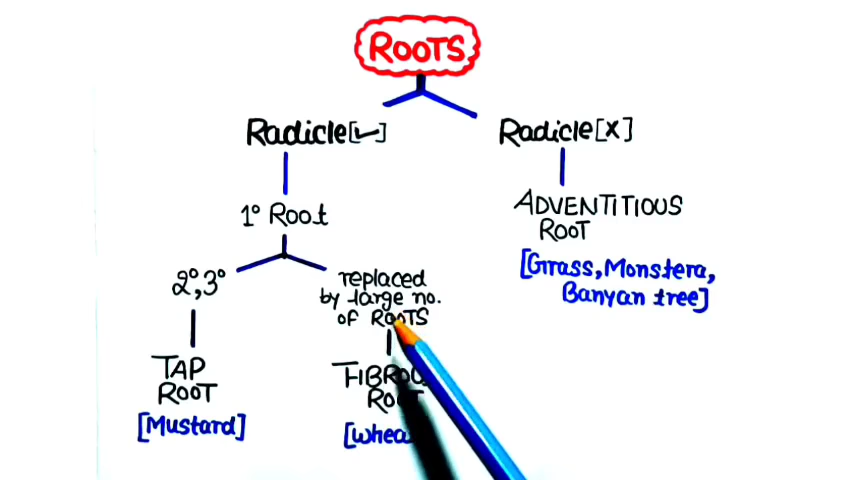 ROOTS
Radicle[✓]
Radicle[x]
1° Root
ADVENTITIOUS
ROOT
[Grass, Monstera,
Banyan tree]
2°, 3°
replaced
by large no.
of ROOTS
TAP
ROOT
[Mustard]
ROOT